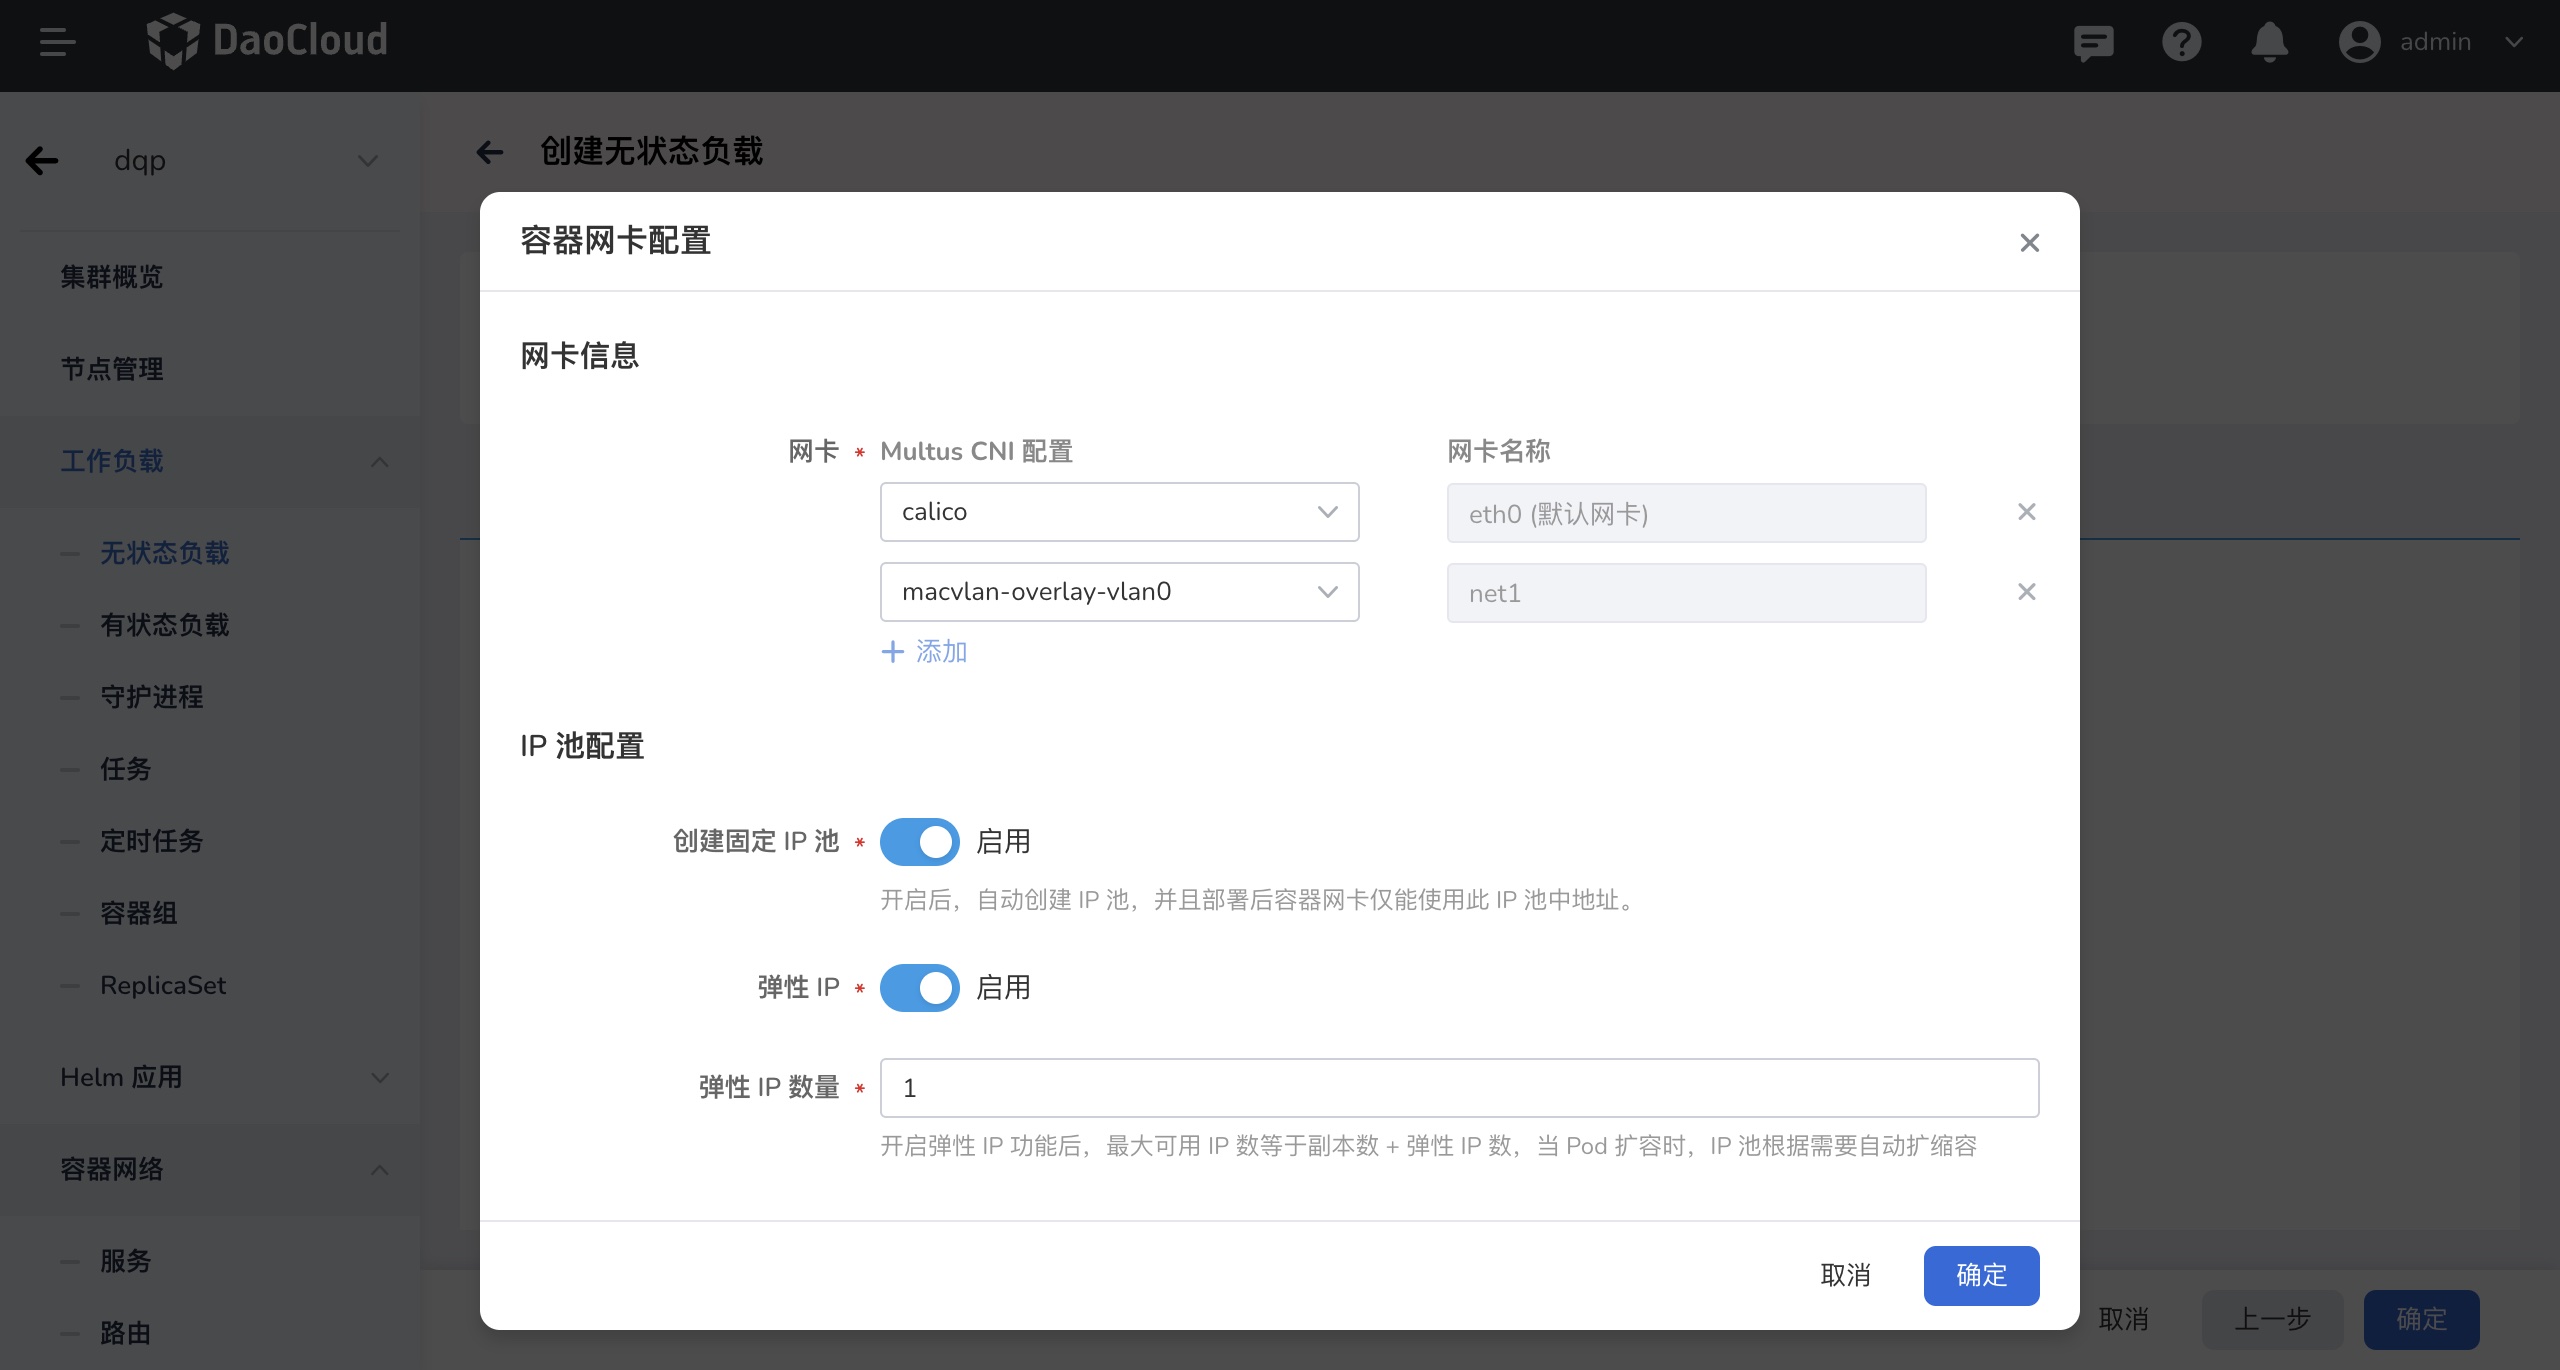 DaoCloud
admin
dqp
创建无状态负载
集群概览
节点管理
工作负载
无状态负载
有状态负载
守护进程
任务
定时任务
容器组
ReplicaSet
Helm 应用
容器网络
服务
路由
容器网卡配置
网卡信息
网卡 * Multus CNI 配置 网卡名称
calico eth0 (默认网卡)
macvlan-overlay-vlan0 net1
+ 添加
IP 池配置
创建固定 IP 池 * 启用
开启后，自动创建 IP 池，并且部署后容器网卡仅能使用此 IP 池中地址。
弹性 IP * 启用
弹性 IP 数量 * 1
开启弹性 IP 功能后，最大可用 IP 数等于副本数 + 弹性 IP 数，当 Pod 扩容时，IP 池根据需要自动扩缩容
取消 确定
取消 上一步 确定